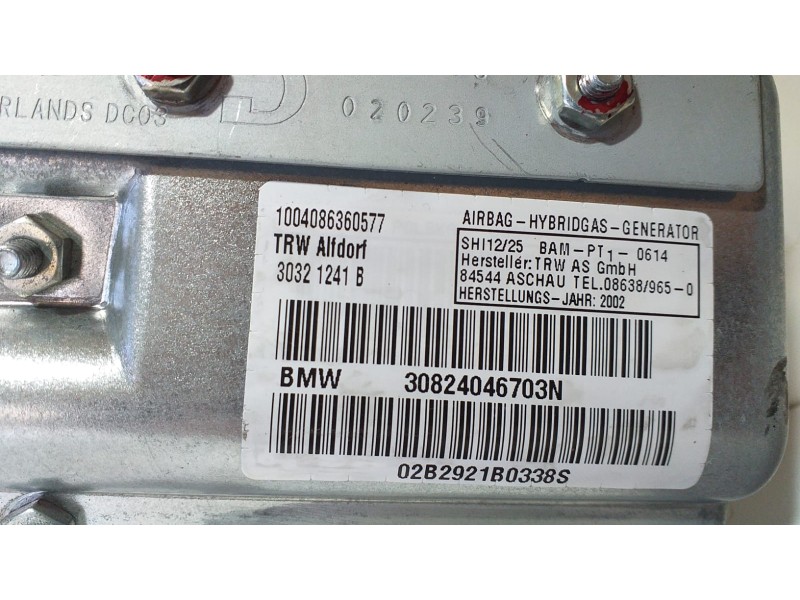 RLANDS DC03
020239
1004086360577
TRW Alfdorf
3032 1241 B
AIRBAG-HYBRIDGAS-GENERATOR
SHI12/25 BAM-PT1-0614
Hersteller: TRW AS GmbH
84544 ASCHAU TEL.08638/965-0
HERSTELLUNGS-JAHR: 2002
BMW 30824046703N
02B2921B0338S